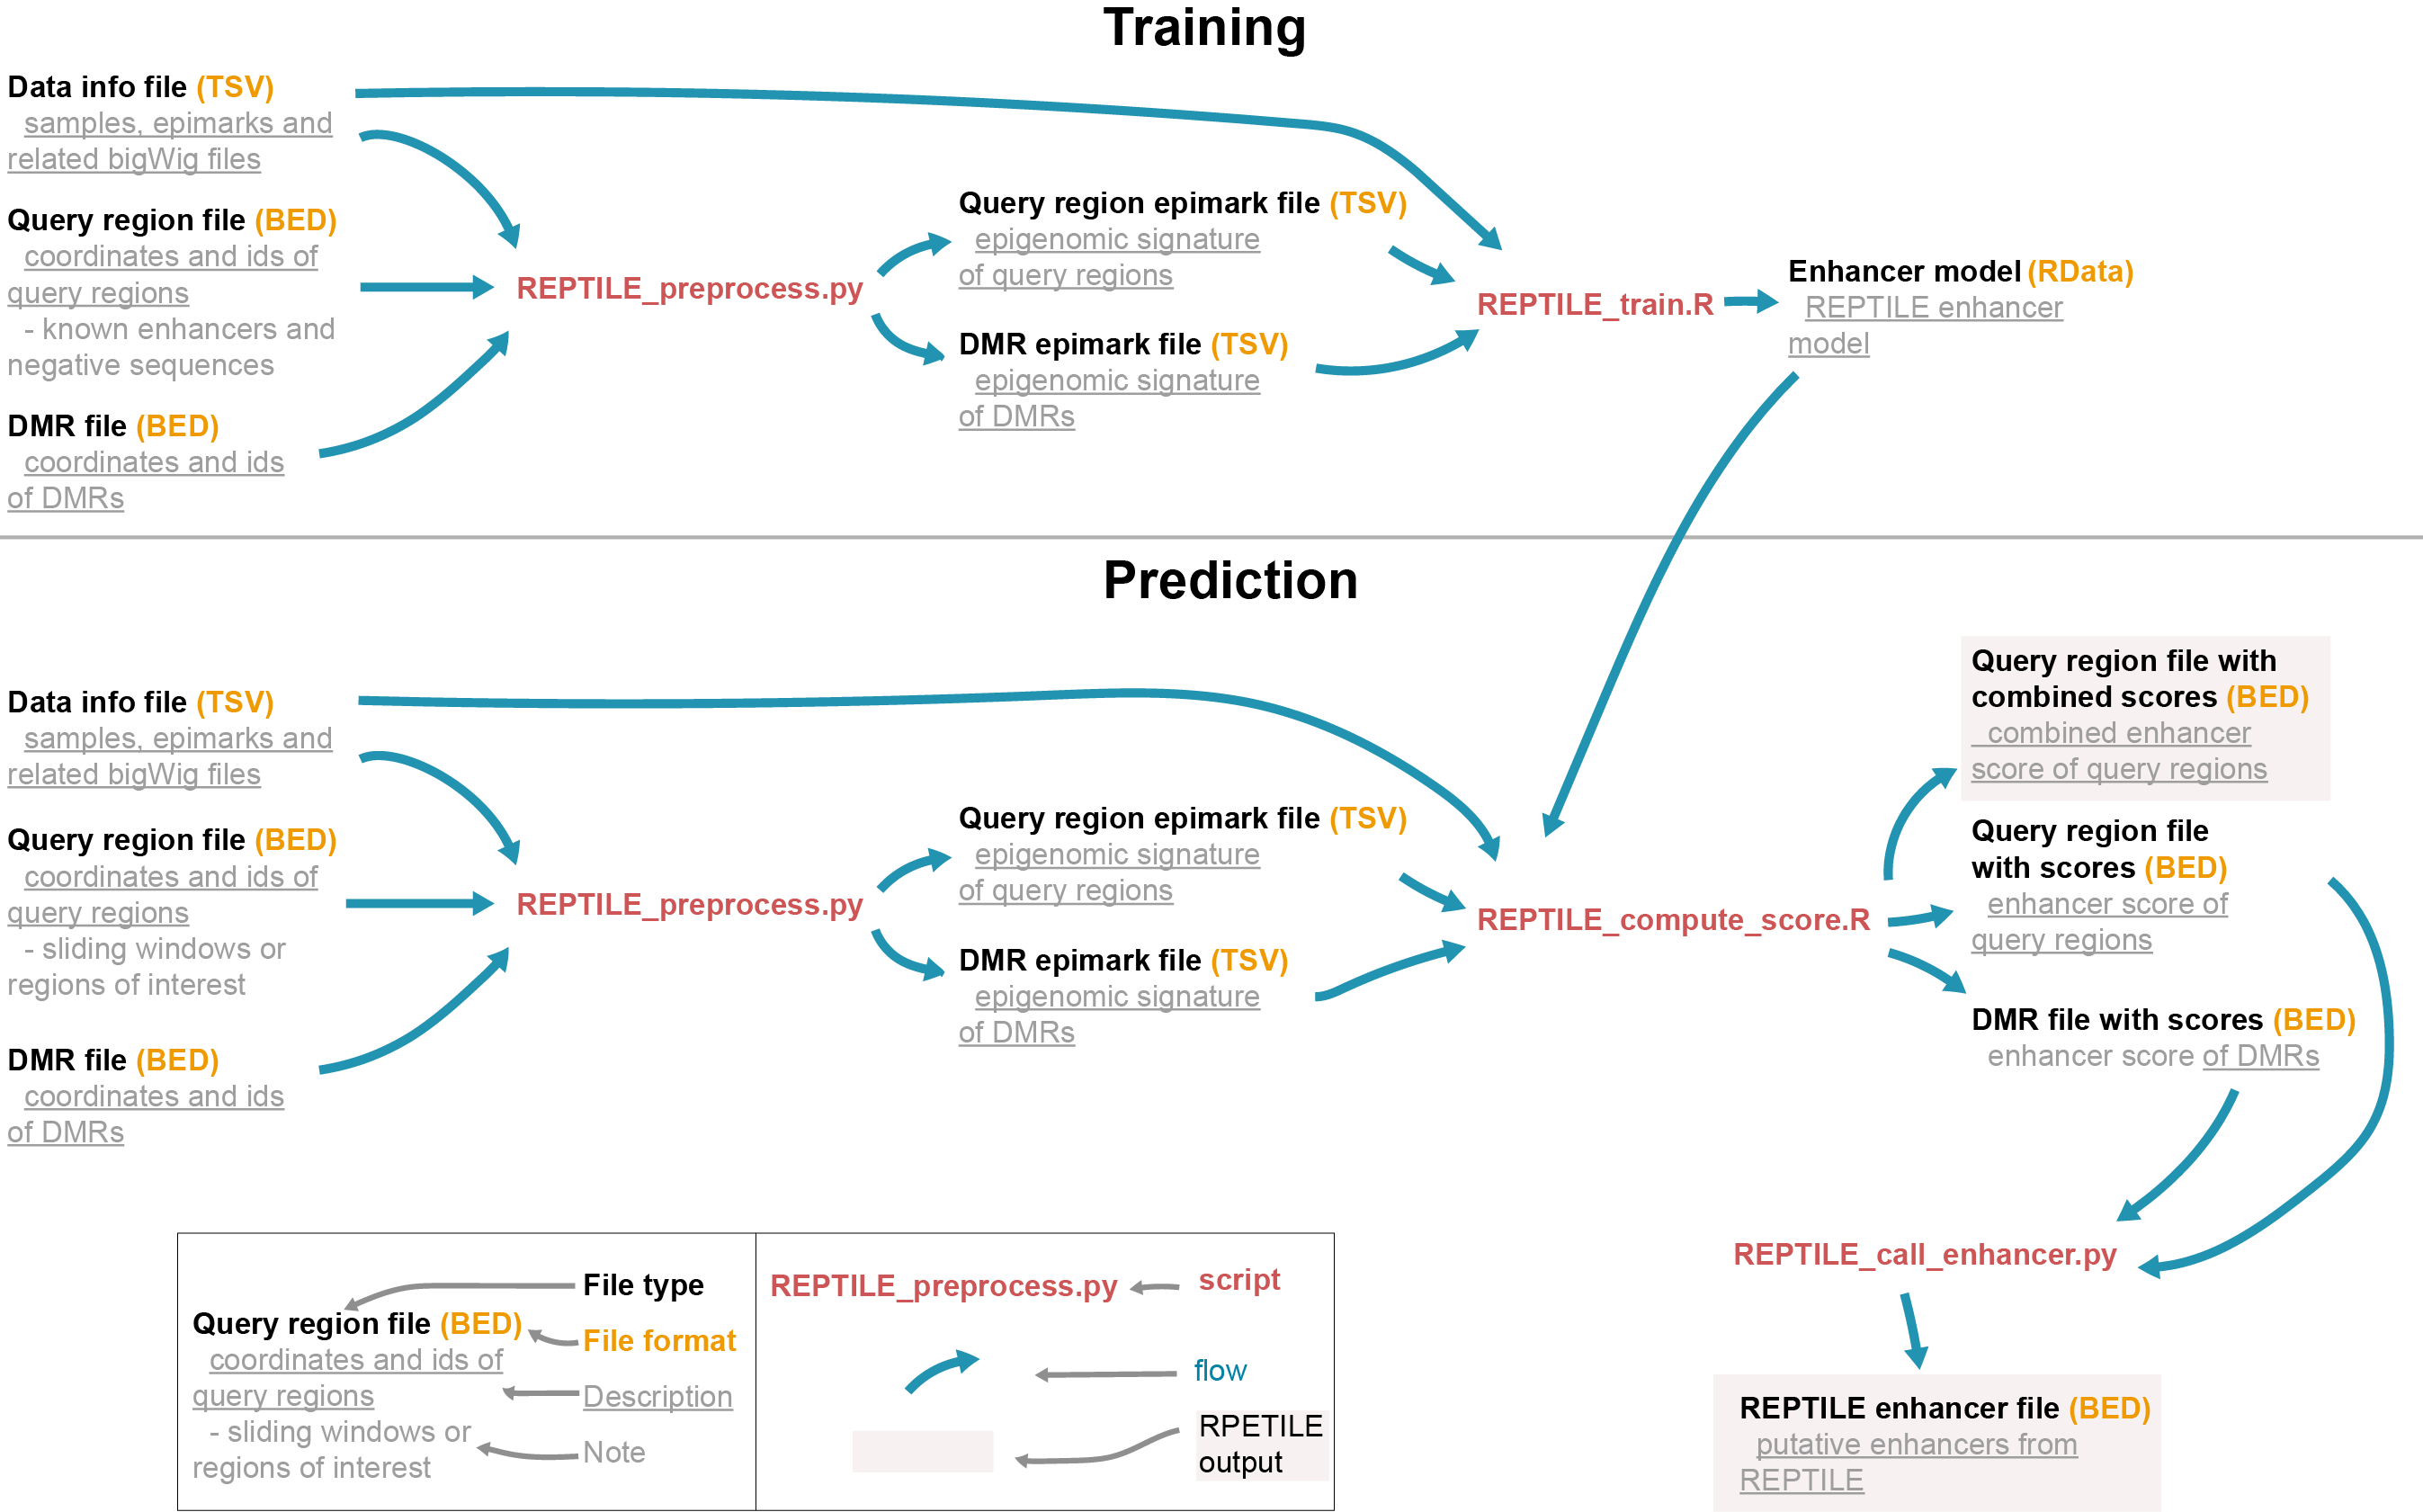 Training
Data info file (TSV)
samples, epimarks and
related bigWig files
Query region file (BED)
coordinates and ids of
query regions
- known enhancers and
negative sequences
DMR file (BED)
coordinates and ids
of DMRs
REPTILE_preprocess.py
Query region epimark file (TSV)
epigenomic signature
of query regions
DMR epimark file (TSV)
epigenomic signature
of DMRs
REPTILE_train.R
Enhancer model (RData)
REPTILE enhancer
model
Prediction
Data info file (TSV)
samples, epimarks and
related bigWig files
Query region file (BED)
coordinates and ids of
query regions
- sliding windows or
regions of interest
DMR file (BED)
coordinates and ids
of DMRs
REPTILE_preprocess.py
Query region epimark file (TSV)
epigenomic signature
of query regions
DMR epimark file (TSV)
epigenomic signature
of DMRs
REPTILE_compute_score.R
Query region file with
combined scores (BED)
combined enhancer
score of query regions
Query region file
with scores (BED)
enhancer score of
query regions
DMR file with scores (BED)
enhancer score of DMRs
REPTILE_call_enhancer.py
REPTILE enhancer file (BED)
putative enhancers from
REPTILE
Query region file (BED)
coordinates and ids of
query regions
- sliding windows or
regions of interest
File type
File format
Description
Note
REPTILE_preprocess.py
script
flow
RPETILE
output